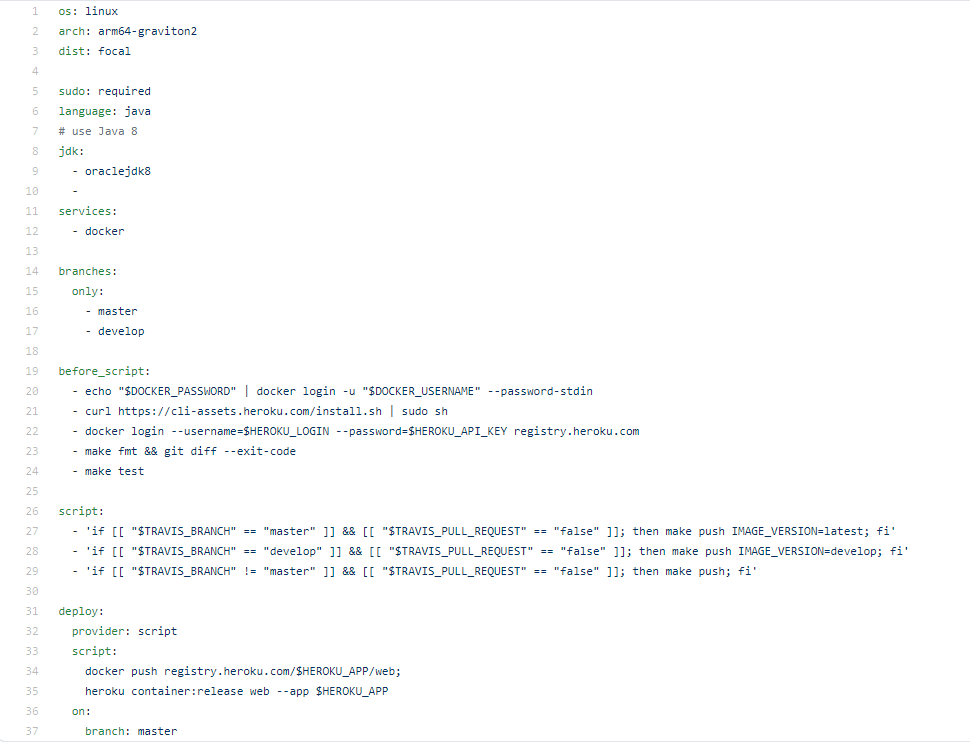 1 os: linux
2 arch: arm64-graviton2
3 dist: focal
4
5 sudo: required
6 language: java
7 # use Java 8
8 jdk:
9   - oraclejdk8
10   -
11 services:
12   - docker
13
14 branches:
15   only:
16     - master
17     - develop
18
19 before_script:
20   - echo "$DOCKER_PASSWORD" | docker login -u "$DOCKER_USERNAME" --password-stdin
21   - curl https://cli-assets.heroku.com/install.sh | sudo sh
22   - docker login --username=$HEROKU_LOGIN --password=$HEROKU_API_KEY registry.heroku.com
23   - make fmt && git diff --exit-code
24   - make test
25
26 script:
27   - 'if [[ "$TRAVIS_BRANCH" == "master" ]] && [[ "$TRAVIS_PULL_REQUEST" == "false" ]]; then make push IMAGE_VERSION=latest; fi'
28   - 'if [[ "$TRAVIS_BRANCH" == "develop" ]] && [[ "$TRAVIS_PULL_REQUEST" == "false" ]]; then make push IMAGE_VERSION=develop; fi'
29   - 'if [[ "$TRAVIS_BRANCH" != "master" ]] && [[ "$TRAVIS_PULL_REQUEST" == "false" ]]; then make push; fi'
30
31 deploy:
32   provider: script
33   script:
34     docker push registry.heroku.com/$HEROKU_APP/web;
35     heroku container:release web --app $HEROKU_APP
36   on:
37     branch: master